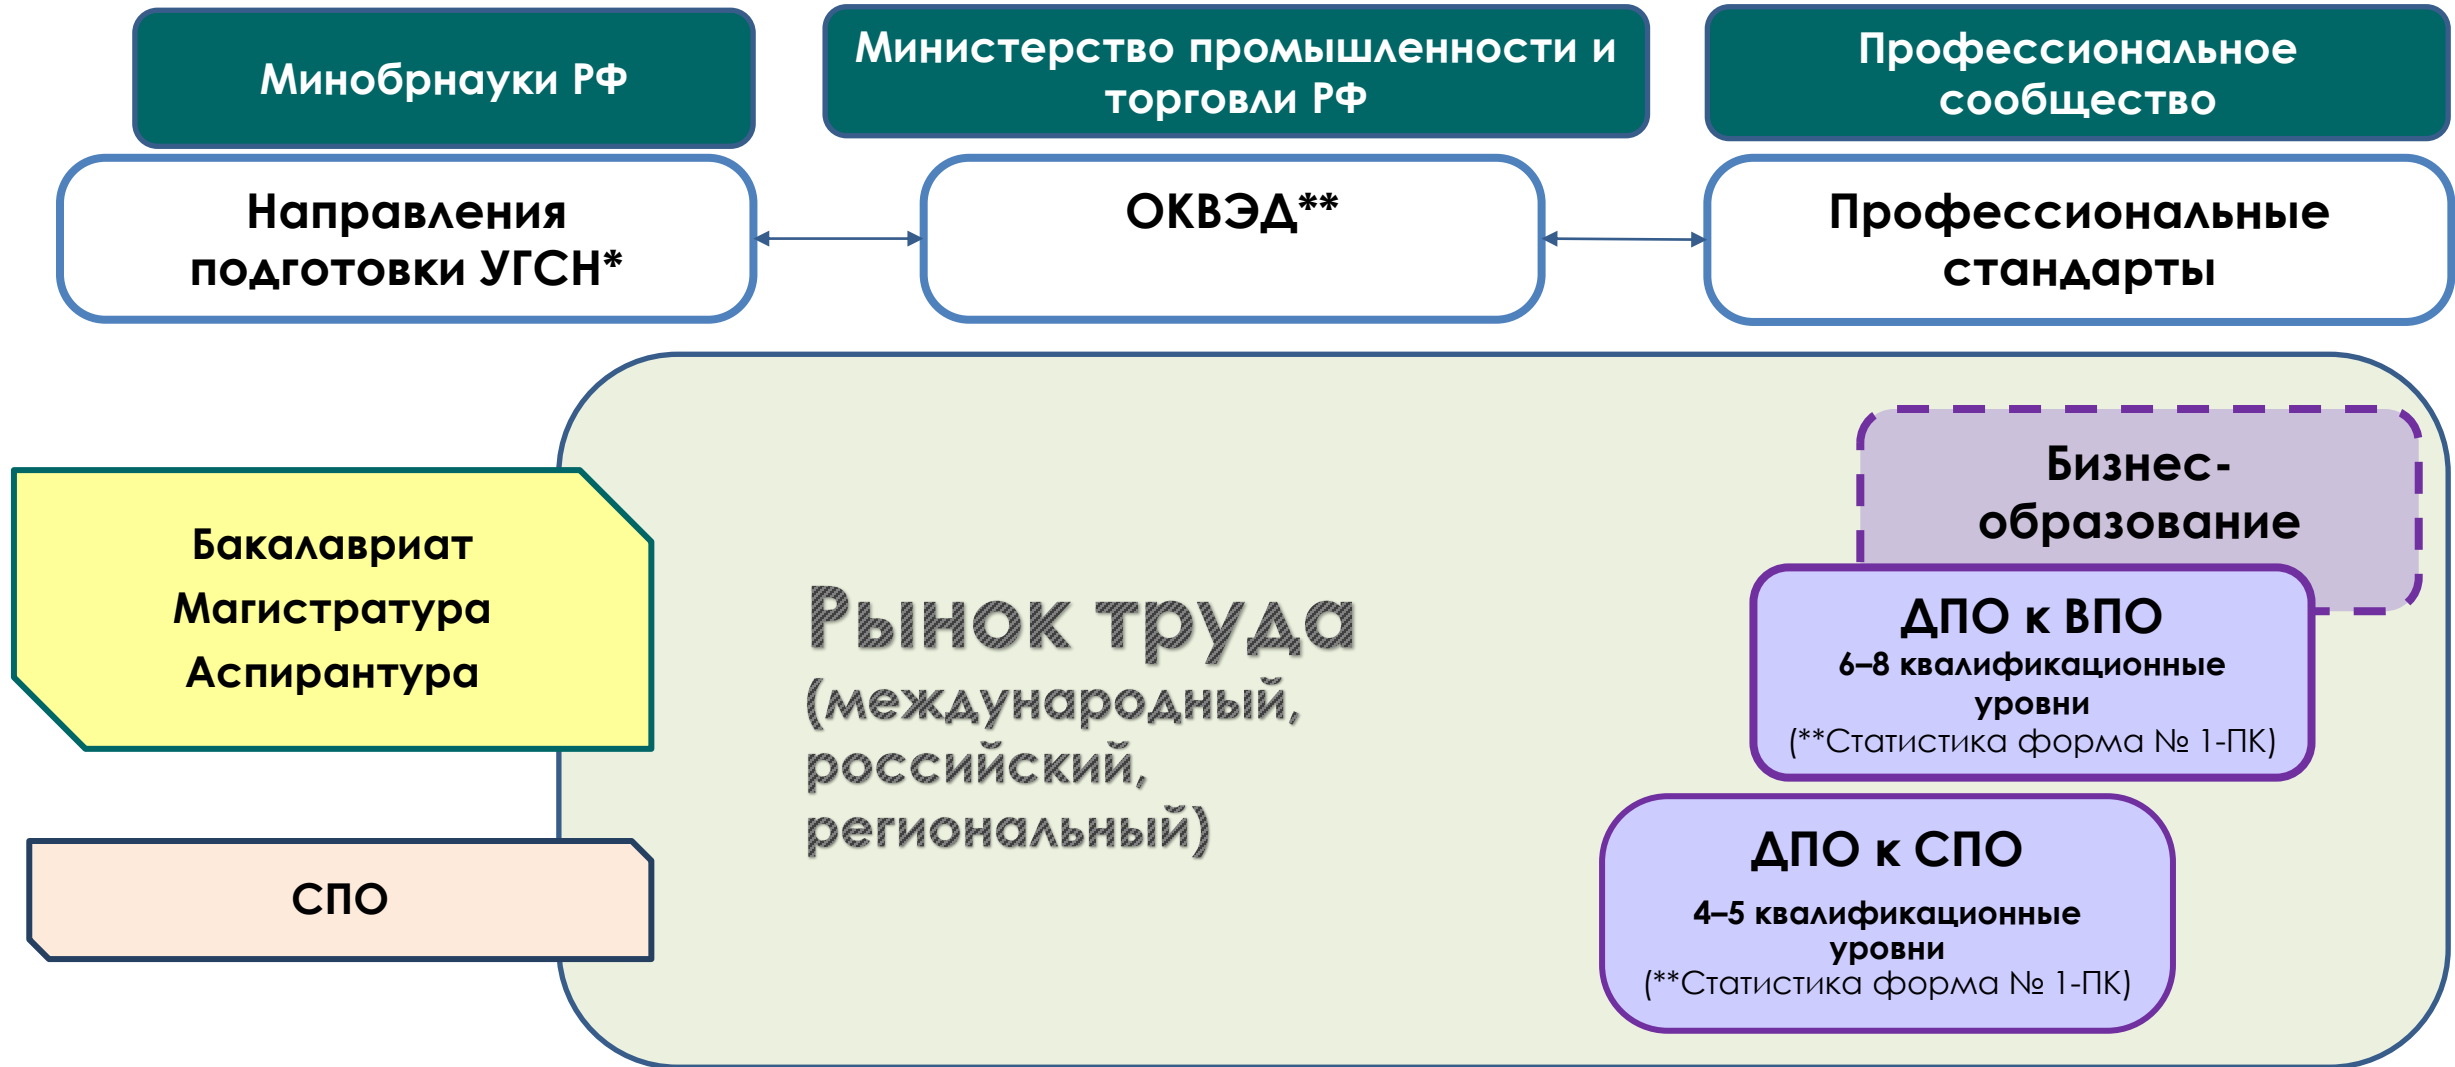 Минобрнауки РФ
Министерство промышленности и
торговли РФ
Профессиональное
сообщество
Направления
подготовки УГСН*
ОКВЭД**
Профессиональные
стандарты
Бакалавриат
Магистратура
Аспирантура
СПО
Рынок труда
(международный,
российский,
региональный)
Бизнес-
образование
ДПО к ВПО
6–8 квалификационные
уровни
(**Статистика форма № 1-ПК)
ДПО к СПО
4–5 квалификационные
уровни
(**Статистика форма № 1-ПК)